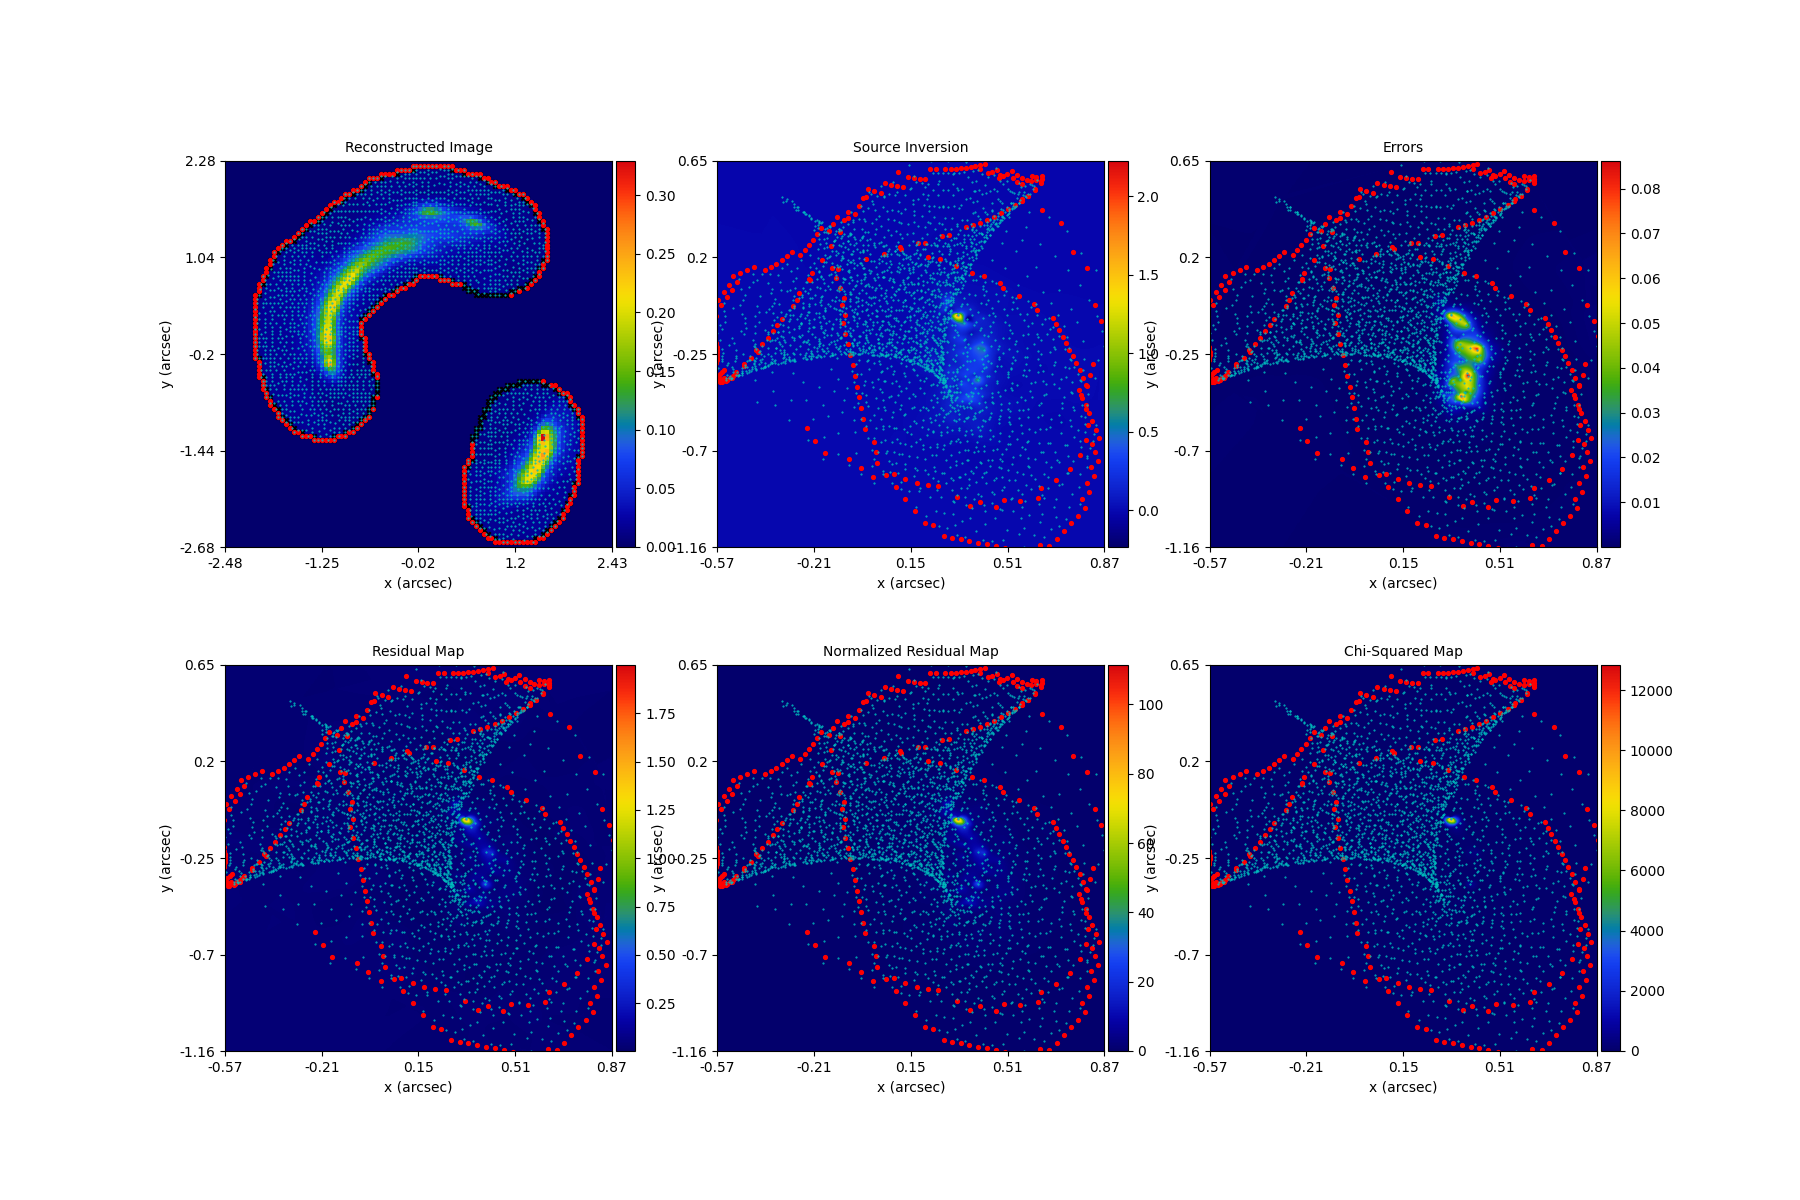 Reconstructed Image
Source Inversion
Errors
2.28
1.04
-0.2
-1.44
-2.68
y (arcsec)
-2.48 -1.25 -0.02 1.2 2.43
x (arcsec)
0.30
0.25
0.20
0.15
0.10
0.05
0.00
0.65
0.2
-0.25
-0.7
-1.16
y (arcsec)
-0.57 -0.21 0.15 0.51 0.87
x (arcsec)
2.0
1.5
1.0
0.5
0.0
0.65
0.2
-0.25
-0.7
-1.16
y (arcsec)
-0.57 -0.21 0.15 0.51 0.87
x (arcsec)
0.08
0.07
0.06
0.05
0.04
0.03
0.02
0.01
Residual Map
Normalized Residual Map
Chi-Squared Map
0.65
0.2
-0.25
-0.7
-1.16
y (arcsec)
-0.57 -0.21 0.15 0.51 0.87
x (arcsec)
1.75
1.50
1.25
1.00
0.75
0.50
0.25
0.65
0.2
-0.25
-0.7
-1.16
y (arcsec)
-0.57 -0.21 0.15 0.51 0.87
x (arcsec)
100
80
60
40
20
0
0.65
0.2
-0.25
-0.7
-1.16
y (arcsec)
-0.57 -0.21 0.15 0.51 0.87
x (arcsec)
12000
10000
8000
6000
4000
2000
0